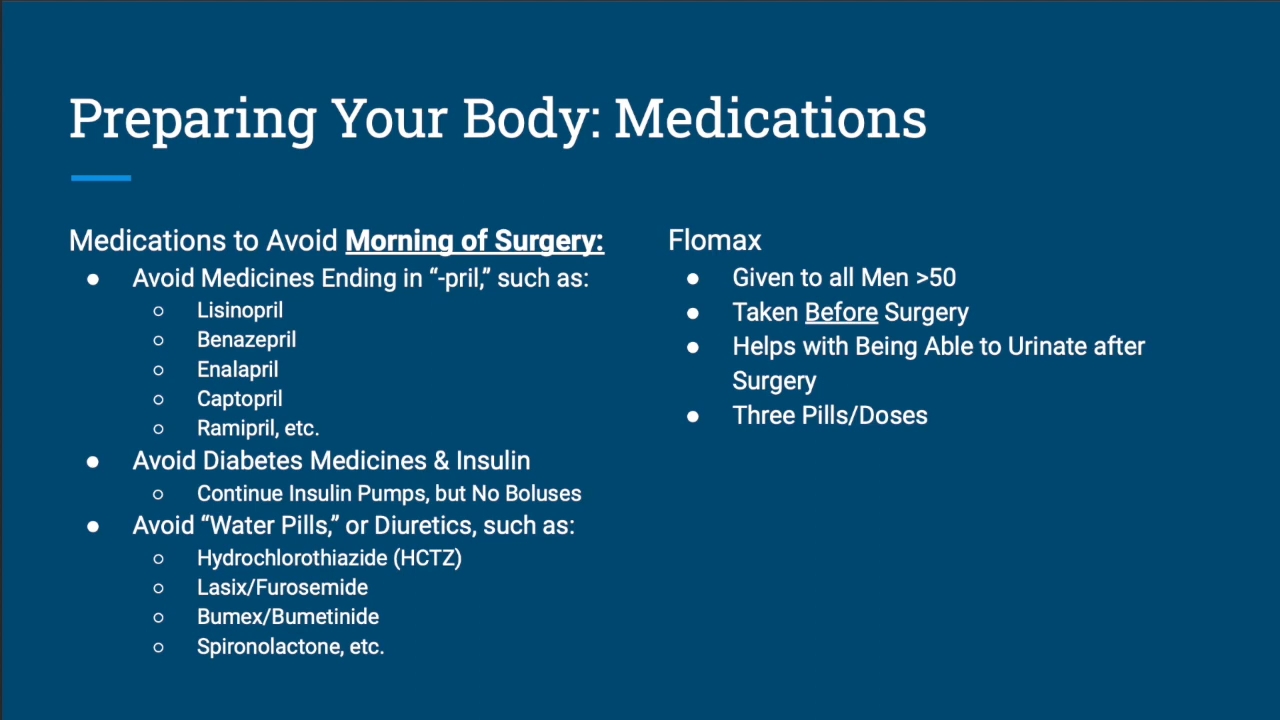 Preparing Your Body: Medications
Medications to Avoid Morning of Surgery:
● Avoid Medicines Ending in “-pril,” such as:
○ Lisinopril
○ Benazepril
○ Enalapril
○ Captopril
○ Ramipril, etc.
● Avoid Diabetes Medicines & Insulin
○ Continue Insulin Pumps, but No Boluses
● Avoid “Water Pills,” or Diuretics, such as:
○ Hydrochlorothiazide (HCTZ)
○ Lasix/Furosemide
○ Bumex/Bumetinide
○ Spironolactone, etc.
Flomax
● Given to all Men >50
● Taken Before Surgery
● Helps with Being Able to Urinate after
Surgery
● Three Pills/Doses